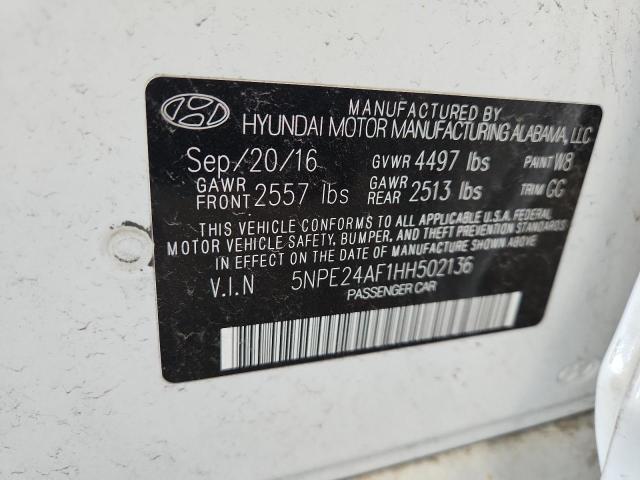 MANUFACTURED BY
HYUNDAI MOTOR MANUFACTURING ALABAMA, LLC
Sep/20/16 GVWR 4497 lbs PAINT W8
GAWR FRONT 2557 lbs GAWR REAR 2513 lbs TRIM GG
THIS VEHICLE CONFORMS TO ALL APPLICABLE U.S.A. FEDERAL
MOTOR VEHICLE SAFETY, BUMPER, AND THEFT PREVENTION STANDARDS
IN EFFECT ON THE DATE OF MANUFACTURE SHOWN ABOVE.
V.I.N 5NPE24AF1HH502136
PASSENGER CAR